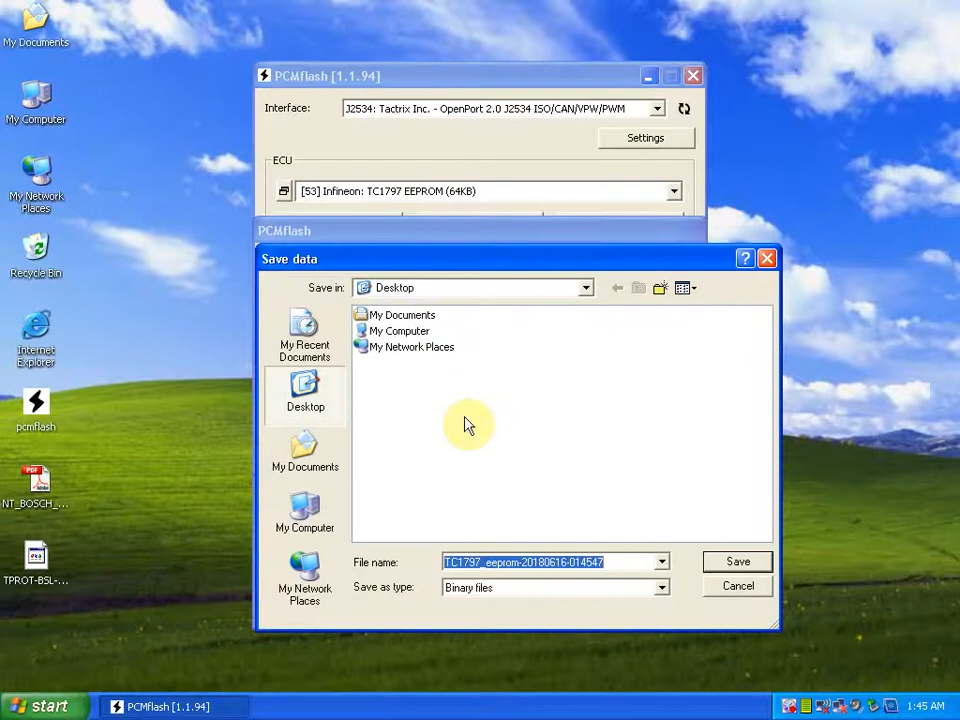 My Documents
My Computer
My Network
Places
Recycle Bin
Internet
Explorer
pcmflash
PDF
NT_BOSCH_...
TPROT-BSL-...
PCMflash [1.1.94]
Interface:
J2534: Tactrix Inc. - OpenPort 2.0 J2534 ISO/CAN/VPW/PWM
Settings
ECU
[53] Infineon: TC1797 EEPROM (64KB)
PCMflash
Save data
Save in:
Desktop
My Recent
Documents
Desktop
My Documents
My Computer
My Network
Places
My Documents
My Computer
My Network Places
File name:
TC1797_eeprom-20180616-014547
Save
Save as type:
Binary files
Cancel
start
PCMflash [1.1.94]
1:45 AM